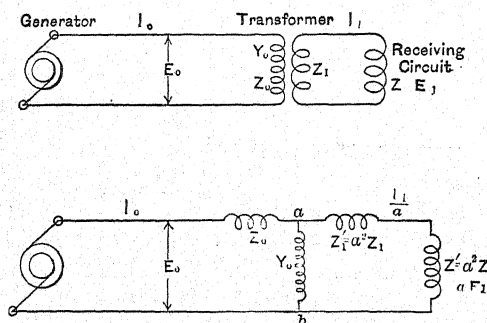 Generator
I₀
Transformer
I₁
E₀
Y₀
Z₀
Z₁
Receiving
Circuit
Z E₁
I₀
a
I₁/a
E₀
Z₀
Y₀
Z₁'=a²Z₁
Z'=a²Z
a E₁
b